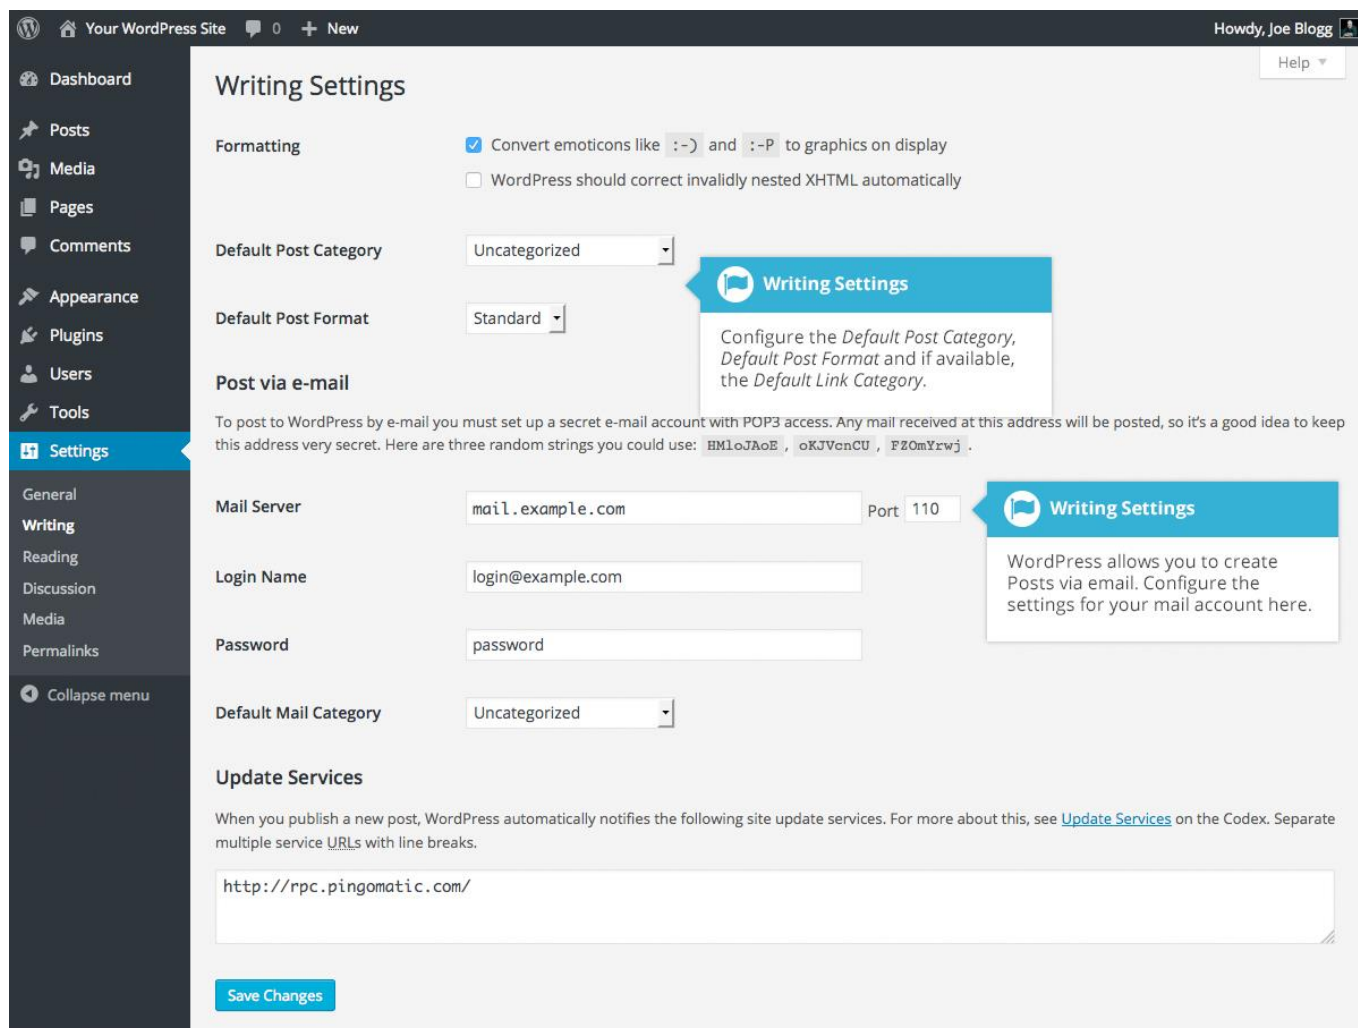 Your WordPress Site 0 + New Howdy, Joe Blogg
Help
Dashboard
Posts
Media
Pages
Comments
Appearance
Plugins
Users
Tools
Settings
General
Writing
Reading
Discussion
Media
Permalinks
Collapse menu
Writing Settings
Formatting
Convert emoticons like :-) and :-P to graphics on display
WordPress should correct invalidly nested XHTML automatically
Default Post Category Uncategorized
Default Post Format Standard
Writing Settings
Configure the Default Post Category,
Default Post Format and if available,
the Default Link Category.
Post via e-mail
To post to WordPress by e-mail you must set up a secret e-mail account with POP3 access. Any mail received at this address will be posted, so it's a good idea to keep
this address very secret. Here are three random strings you could use: HMloJAoE , oKJVcnCU , FZOmYrwj .
Mail Server mail.example.com Port 110
Writing Settings
WordPress allows you to create
Posts via email. Configure the
settings for your mail account here.
Login Name login@example.com
Password password
Default Mail Category Uncategorized
Update Services
When you publish a new post, WordPress automatically notifies the following site update services. For more about this, see Update Services on the Codex. Separate
multiple service URLs with line breaks.
http://rpc.pingomatic.com/
Save Changes